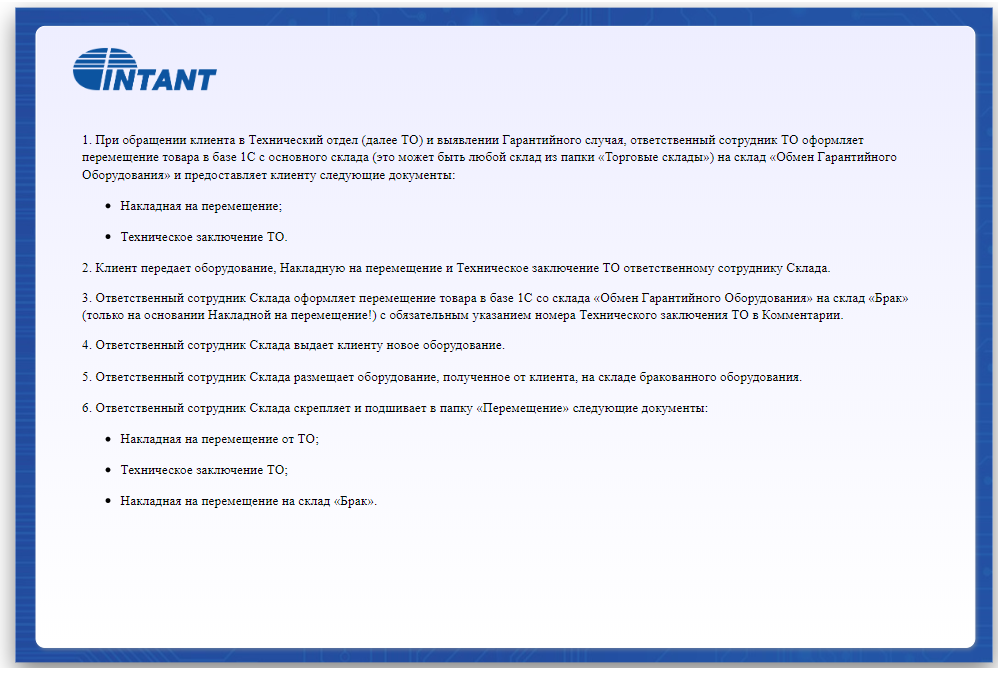 INTANT
1. При обращении клиента в Технический отдел (далее ТО) и выявлении Гарантийного случая, ответственный сотрудник ТО оформляет
перемещение товара в базе 1С с основного склада (это может быть любой склад из папки «Торговые склады») на склад «Обмен Гарантийного
Оборудования» и предоставляет клиенту следующие документы:
• Накладная на перемещение;
• Техническое заключение ТО.
2. Клиент передает оборудование, Накладную на перемещение и Техническое заключение ТО ответственному сотруднику Склада.
3. Ответственный сотрудник Склада оформляет перемещение товара в базе 1С со склада «Обмен Гарантийного Оборудования» на склад «Брак»
(только на основании Накладной на перемещение!) с обязательным указанием номера Технического заключения ТО в Комментарии.
4. Ответственный сотрудник Склада выдает клиенту новое оборудование.
5. Ответственный сотрудник Склада размещает оборудование, полученное от клиента, на складе бракованного оборудования.
6. Ответственный сотрудник Склада скрепляет и подшивает в папку «Перемещение» следующие документы:
• Накладная на перемещение от ТО;
• Техническое заключение ТО;
• Накладная на перемещение на склад «Брак».